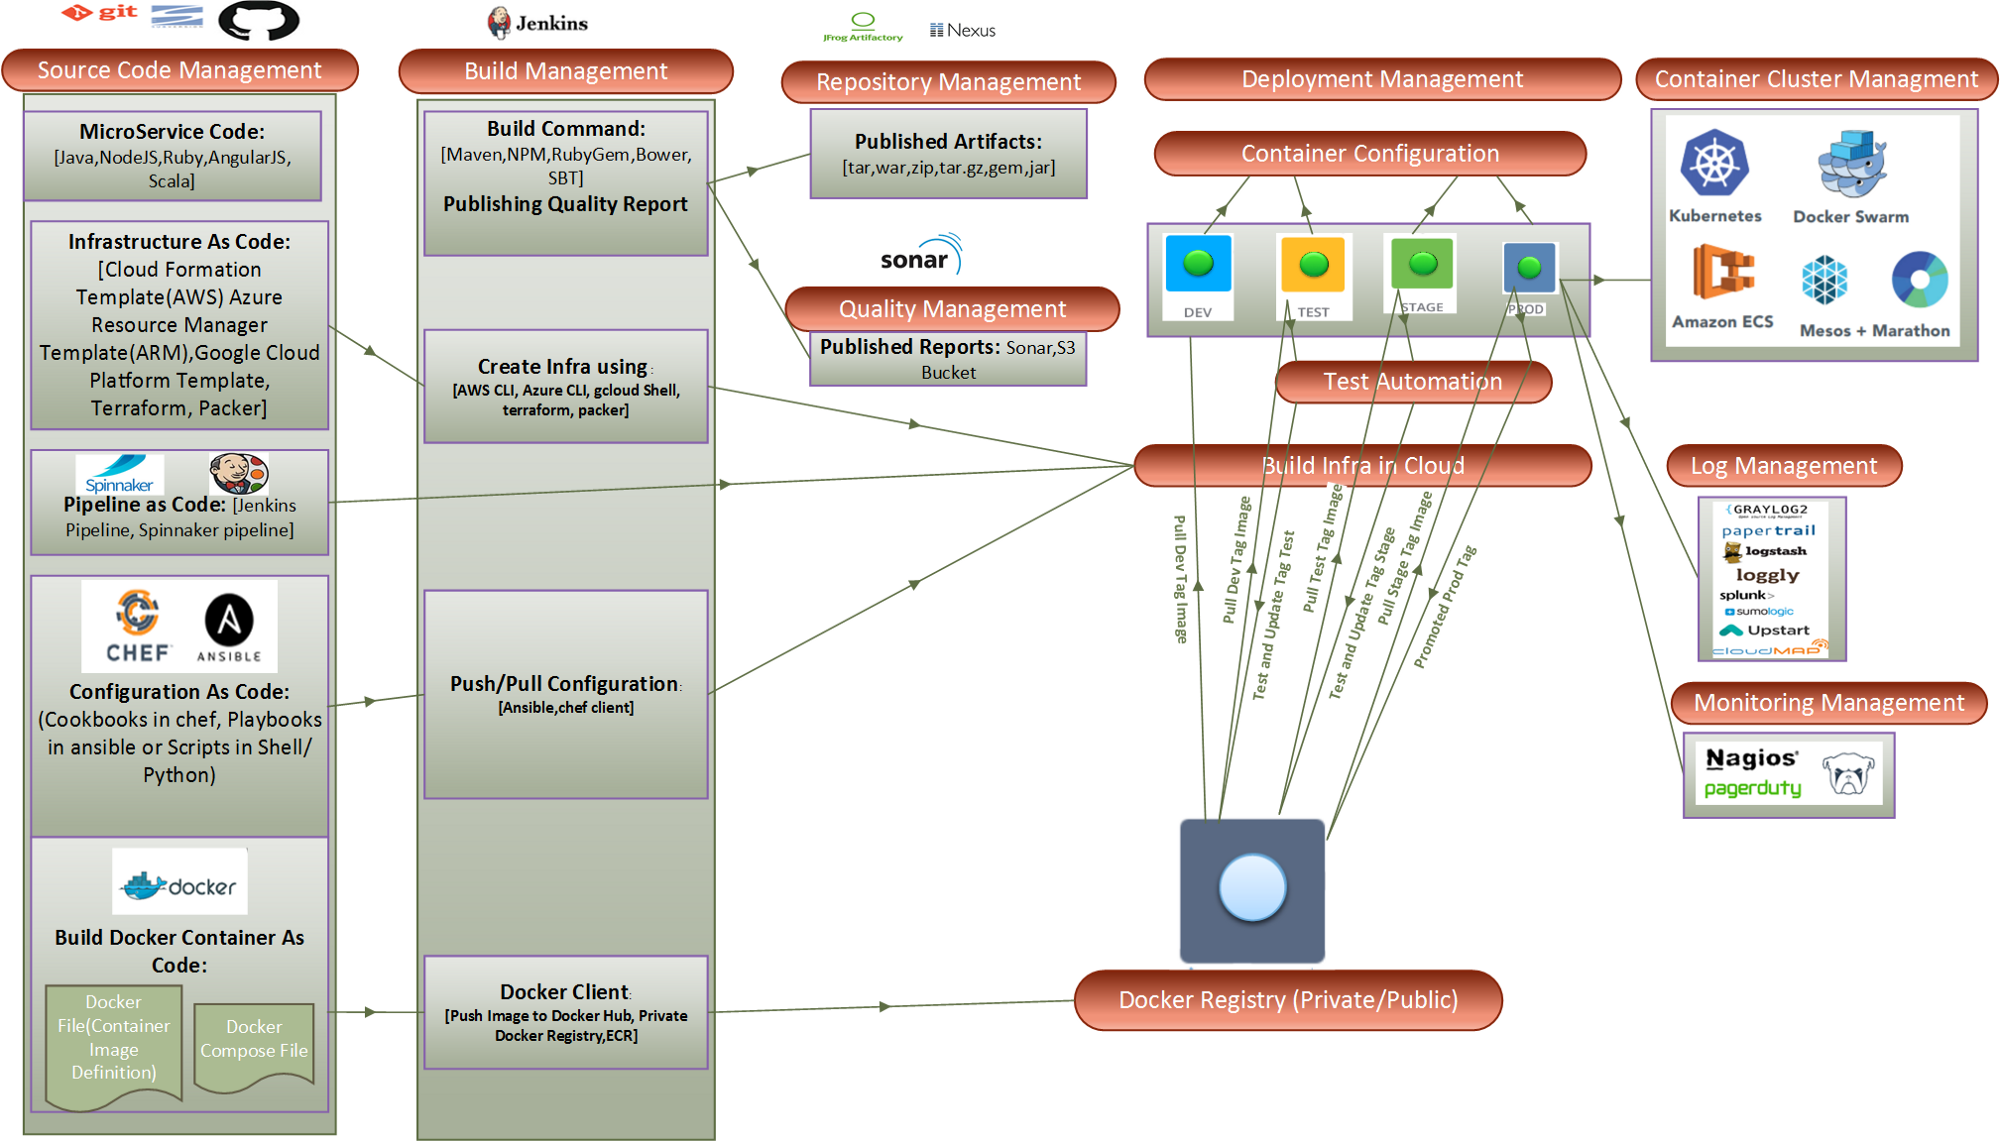 git
Jenkins
JFrog Artifactory
Nexus
Source Code Management
Build Management
Repository Management
Deployment Management
Container Cluster Managment
MicroService Code:
[Java,NodeJS,Ruby,AngularJS,
Scala]
Infrastructure As Code:
[Cloud Formation
Template(AWS) Azure
Resource Manager
Template(ARM),Google Cloud
Platform Template,
Terraform, Packer]
Spinnaker
Pipeline as Code: [Jenkins
Pipeline, Spinnaker pipeline]
CHEF
ANSIBLE
Configuration As Code:
(Cookbooks in chef, Playbooks
in ansible or Scripts in Shell/
Python)
docker
Build Docker Container As
Code:
Docker
File(Container
Image
Definition)
Docker
Compose File
Build Command:
[Maven,NPM,RubyGem,Bower,
SBT]
Publishing Quality Report
Create Infra using:
[AWS CLI, Azure CLI, gcloud Shell,
terraform, packer]
Push/Pull Configuration:
[Ansible,chef client]
Docker Client:
[Push Image to Docker Hub, Private
Docker Registry,ECR]
Published Artifacts:
[tar,war,zip,tar.gz,gem,jar]
sonar
Quality Management
Published Reports: Sonar,S3
Bucket
Container Configuration
DEV
TEST
STAGE
PROD
Test Automation
Build Infra in Cloud
Pull Dev Tag Image
Pull Dev Tag Image
Test and Update Tag Test
Pull Test Tag Image
Test and Update Tag Stage
Pull Stage Tag Image
Promoted Prod Tag
Docker Registry (Private/Public)
Kubernetes
Docker Swarm
Amazon ECS
Mesos + Marathon
Log Management
GRAYLOG2
papertrail
logstash
loggly
splunk>
sumologic
Upstart
cloudMAP
Monitoring Management
Nagios®
pagerduty